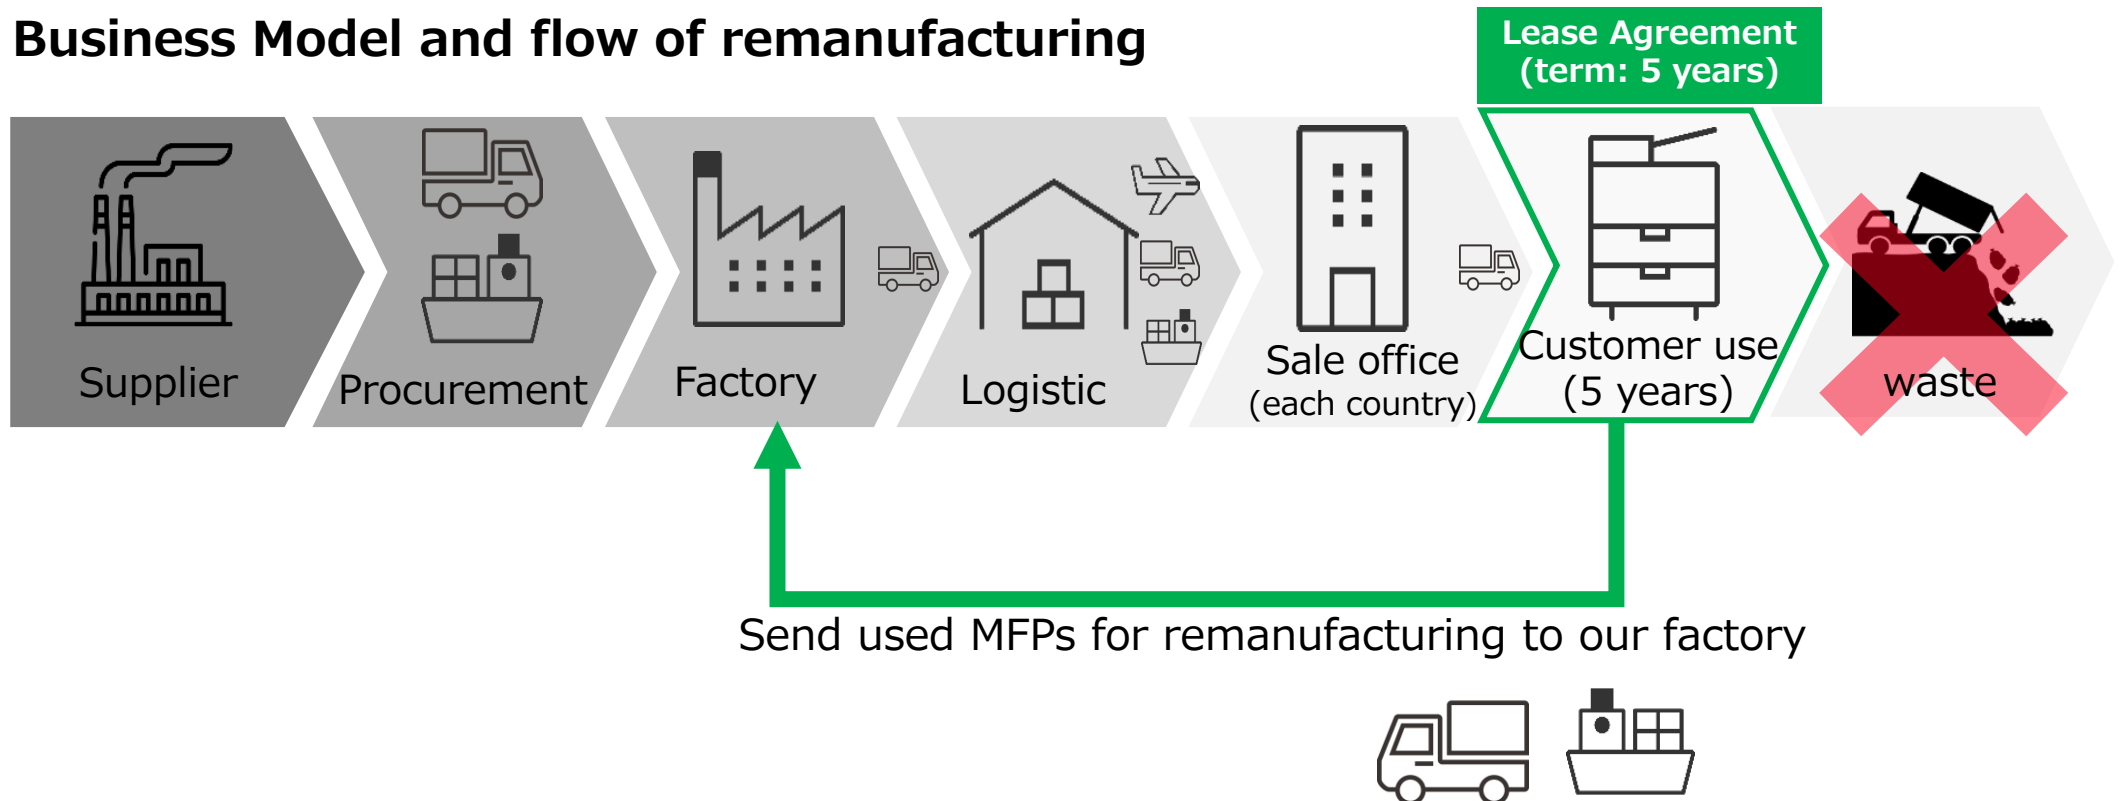 Business Model and flow of remanufacturing
Lease Agreement
(term: 5 years)
Supplier
Procurement
Factory
Logistic
Sale office
(each country)
Customer use
(5 years)
waste
Send used MFPs for remanufacturing to our factory